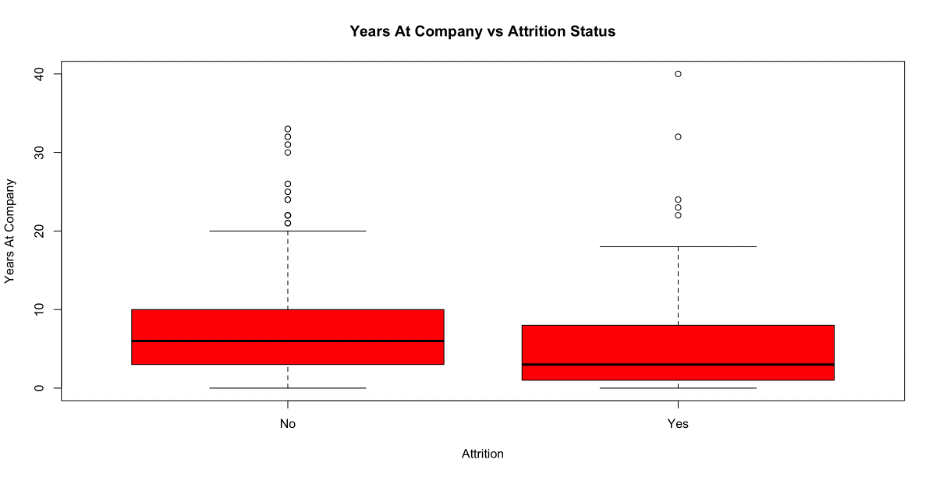 Years At Company vs Attrition Status
Years At Company
40
30
20
10
0
No
Yes
Attrition